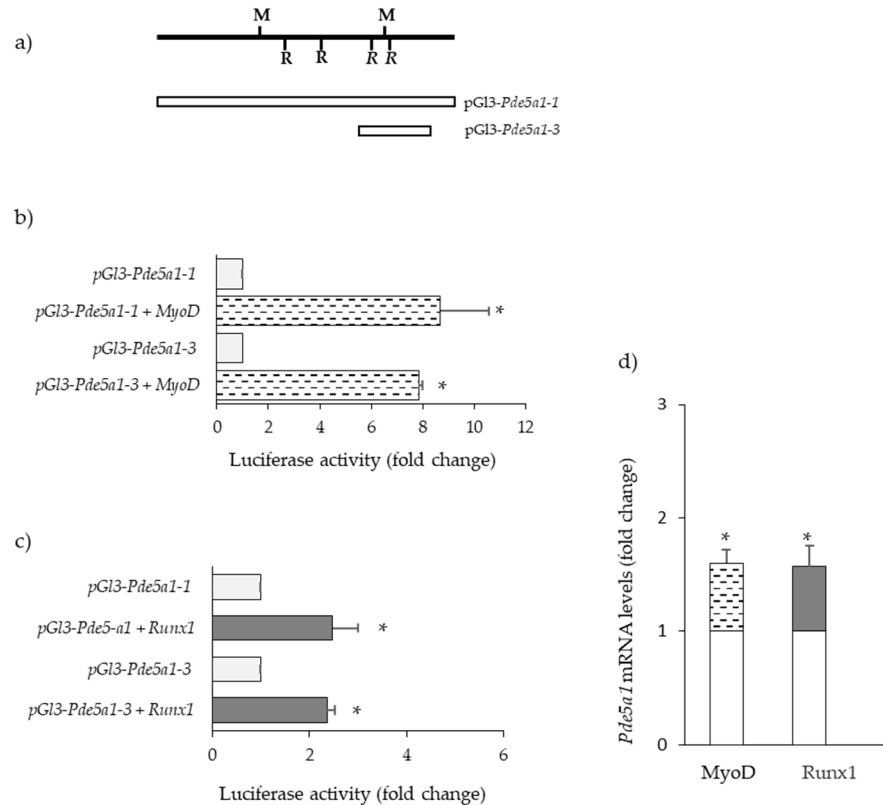 a)
M M
R R R R
pGl3-Pde5a1-1
pGl3-Pde5a1-3
b)
pGl3-Pde5a1-1
pGl3-Pde5a1-1 + MyoD
*
pGl3-Pde5a1-3
pGl3-Pde5a1-3 + MyoD
*
0 2 4 6 8 10 12
Luciferase activity (fold change)
c)
pGl3-Pde5a1-1
pGl3-Pde5-a1 + Runx1
*
pGl3-Pde5a1-3
pGl3-Pde5a1-3 + Runx1
*
0 2 4 6
Luciferase activity (fold change)
d)
Pde5a1 mRNA levels (fold change)
3
2
1
0
* *
MyoD Runx1